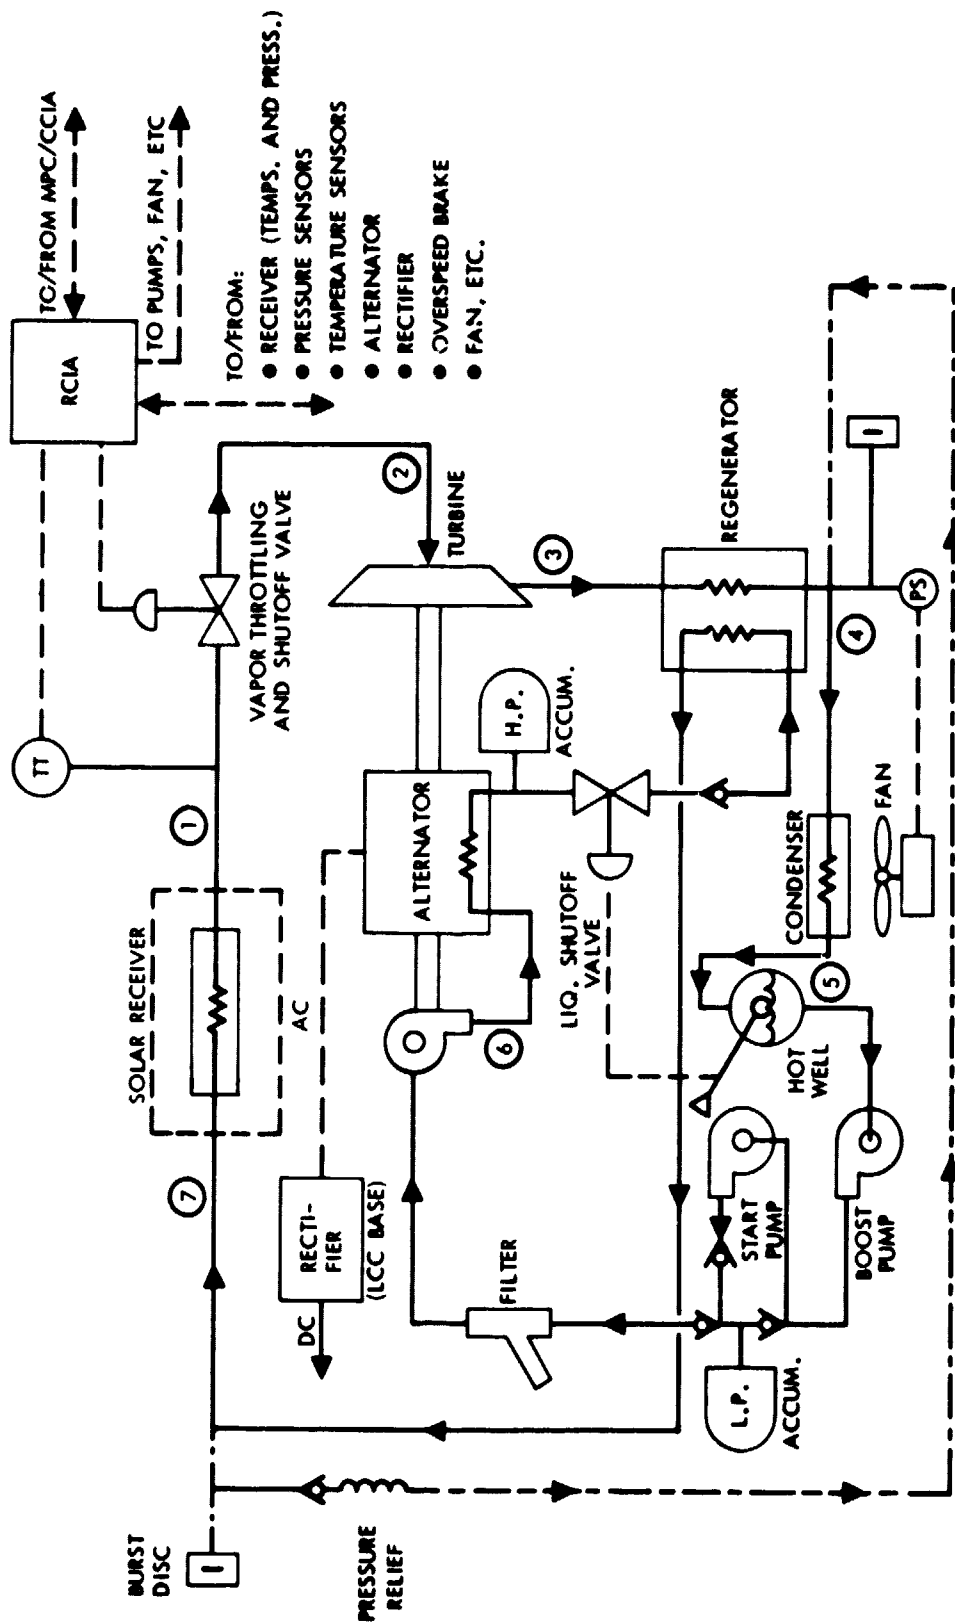 TO/FROM MPC/CCIA
RCIA
TO PUMPS, FAN, ETC
TO/FROM:
● RECEIVER (TEMPS. AND PRESS.)
● PRESSURE SENSORS
● TEMPERATURE SENSORS
● ALTERNATOR
● RECTIFIER
● OVERSPEED BRAKE
● FAN, ETC.
TT
VAPOR THROTTLING
AND SHUTOFF VALVE
1
2
SOLAR RECEIVER
7
BURST
DISC
PRESSURE
RELIEF
AC
RECTI-
FIER
(LCC BASE)
DC
ALTERNATOR
TURBINE
3
H.P.
ACCUM.
6
FILTER
LIQ. SHUTOFF
VALVE
REGENERATOR
4
PS
FAN
CONDENSER
5
HOT
WELL
START
PUMP
BOOST
PUMP
L.P.
ACCUM.